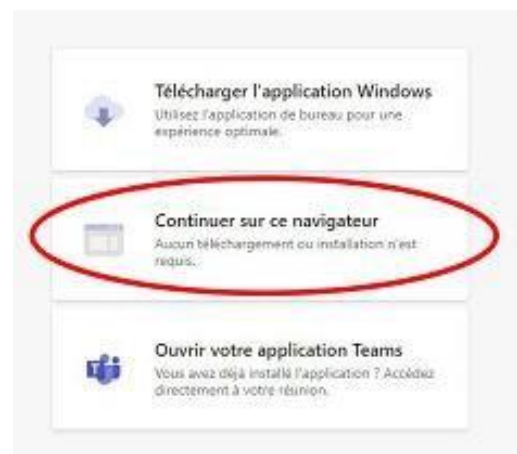 Télécharger l'application Windows
Utilisez l'application de bureau pour une
expérience optimale.
Continuer sur ce navigateur
Aucun téléchargement ou installation n'est
requis.
Ouvrir votre application Teams
Vous avez déjà installé l'application ? Accédez
directement à votre réunion.